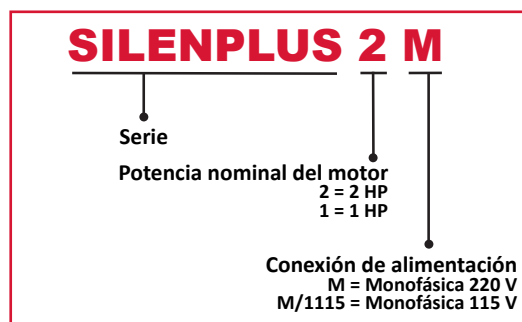 SILENPLUS 2 M
Serie
Potencia nominal del motor
2 = 2 HP
1 = 1 HP
Conexión de alimentación
M = Monofásica 220 V
M/1115 = Monofásica 115 V